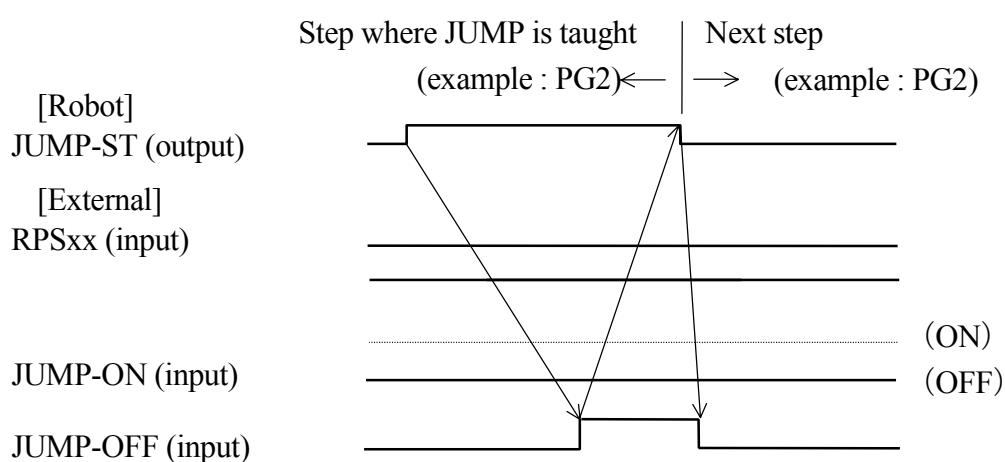 Step where JUMP is taught
Next step
(example : PG2)
(example : PG2)
[Robot]
JUMP-ST (output)
[External]
RPSxx (input)
(ON)
JUMP-ON (input)
(OFF)
JUMP-OFF (input)